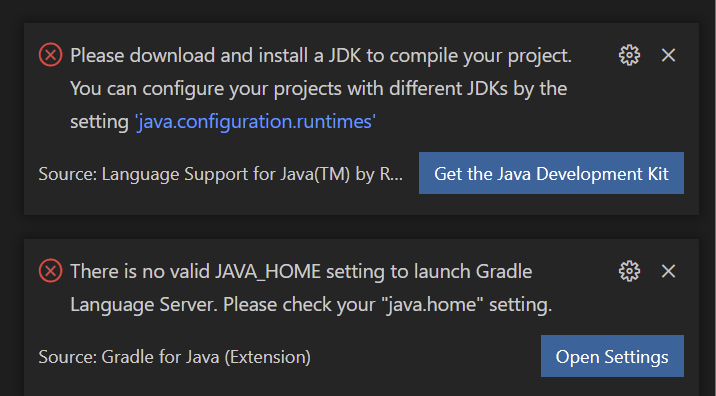 Please download and install a JDK to compile your project.
You can configure your projects with different JDKs by the
setting 'java.configuration.runtimes'
Source: Language Support for Java(TM) by R...
Get the Java Development Kit
There is no valid JAVA_HOME setting to launch Gradle
Language Server. Please check your "java.home" setting.
Source: Gradle for Java (Extension)
Open Settings